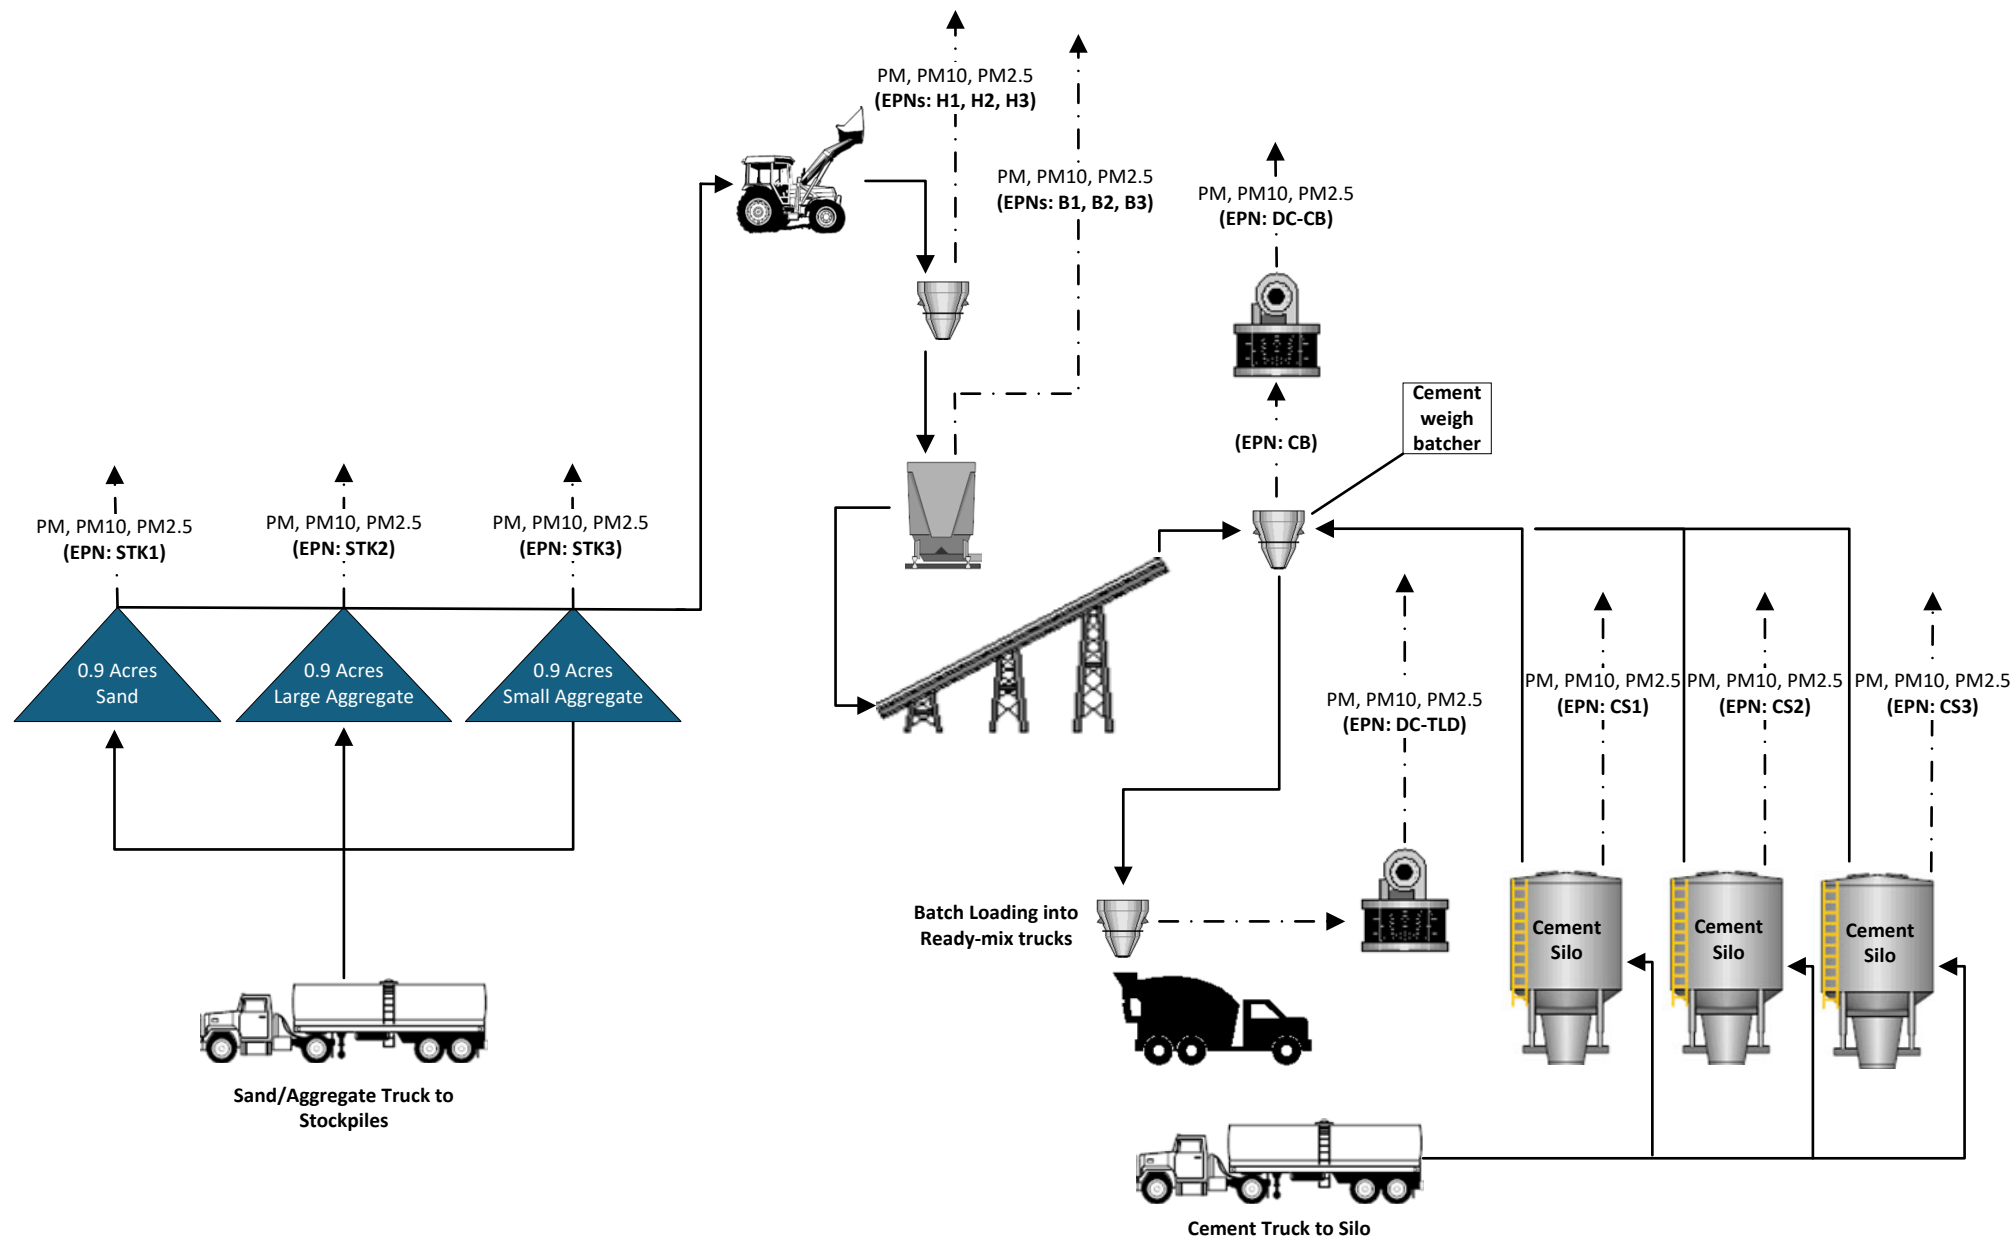 PM, PM10, PM2.5
(EPNs: H1, H2, H3)
PM, PM10, PM2.5
(EPNs: B1, B2, B3)
PM, PM10, PM2.5
(EPN: DC-CB)
Cement
weigh
batcher
(EPN: CB)
PM, PM10, PM2.5
(EPN: STK1)
PM, PM10, PM2.5
(EPN: STK2)
PM, PM10, PM2.5
(EPN: STK3)
0.9 Acres
Sand
0.9 Acres
Large Aggregate
0.9 Acres
Small Aggregate
PM, PM10, PM2.5
(EPN: DC-TLD)
PM, PM10, PM2.5
(EPN: CS1)
PM, PM10, PM2.5
(EPN: CS2)
PM, PM10, PM2.5
(EPN: CS3)
Batch Loading into
Ready-mix trucks
Cement
Silo
Cement
Silo
Cement
Silo
Sand/Aggregate Truck to
Stockpiles
Cement Truck to Silo